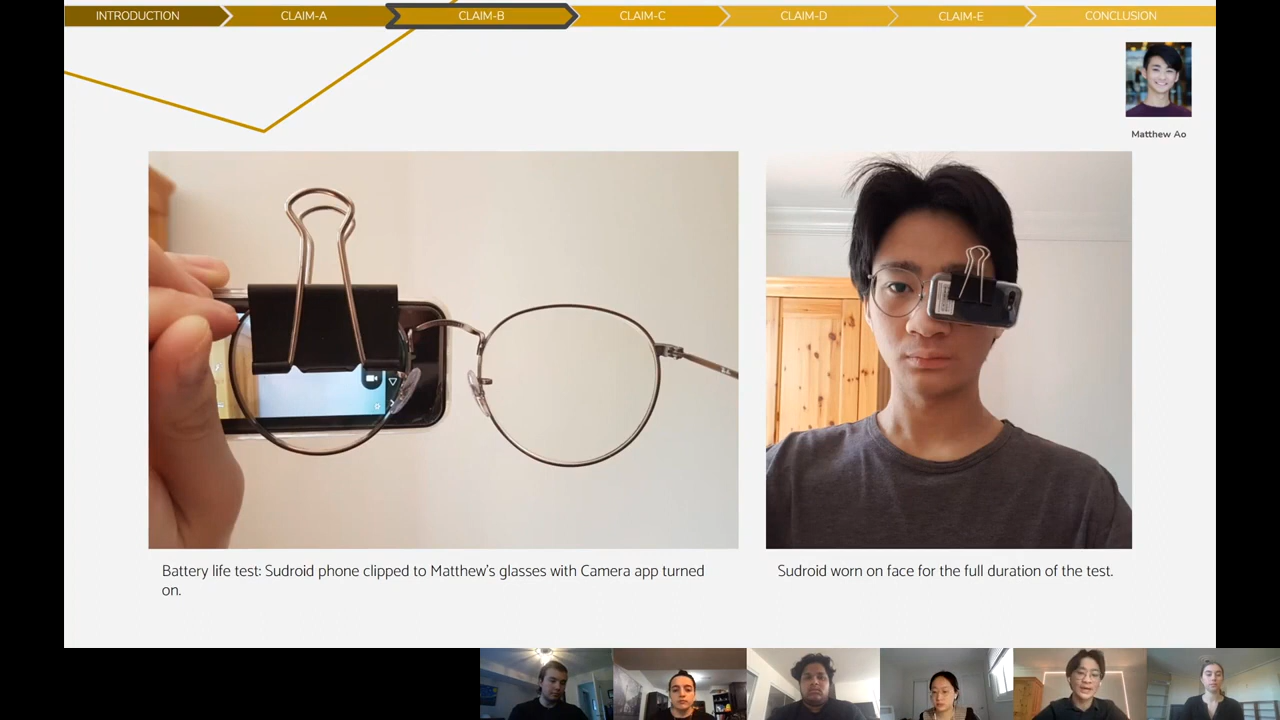 INTRODUCTION
CLAIM-A
CLAIM-B
CLAIM-C
CLAIM-D
CLAIM-E
CONCLUSION
Matthew Ao
Battery life test: Sudroid phone clipped to Matthew's glasses with Camera app turned
on.
Sudroid worn on face for the full duration of the test.